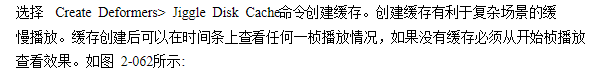 选择 Create Deformers> Jiggle Disk Cache命令创建缓存。创建缓存有利于复杂场景的缓
慢播放。缓存创建后可以在时间条上查看任何一桢播放情况，如果没有缓存必须从开始桢播放
查看效果。如图 2-062所示: